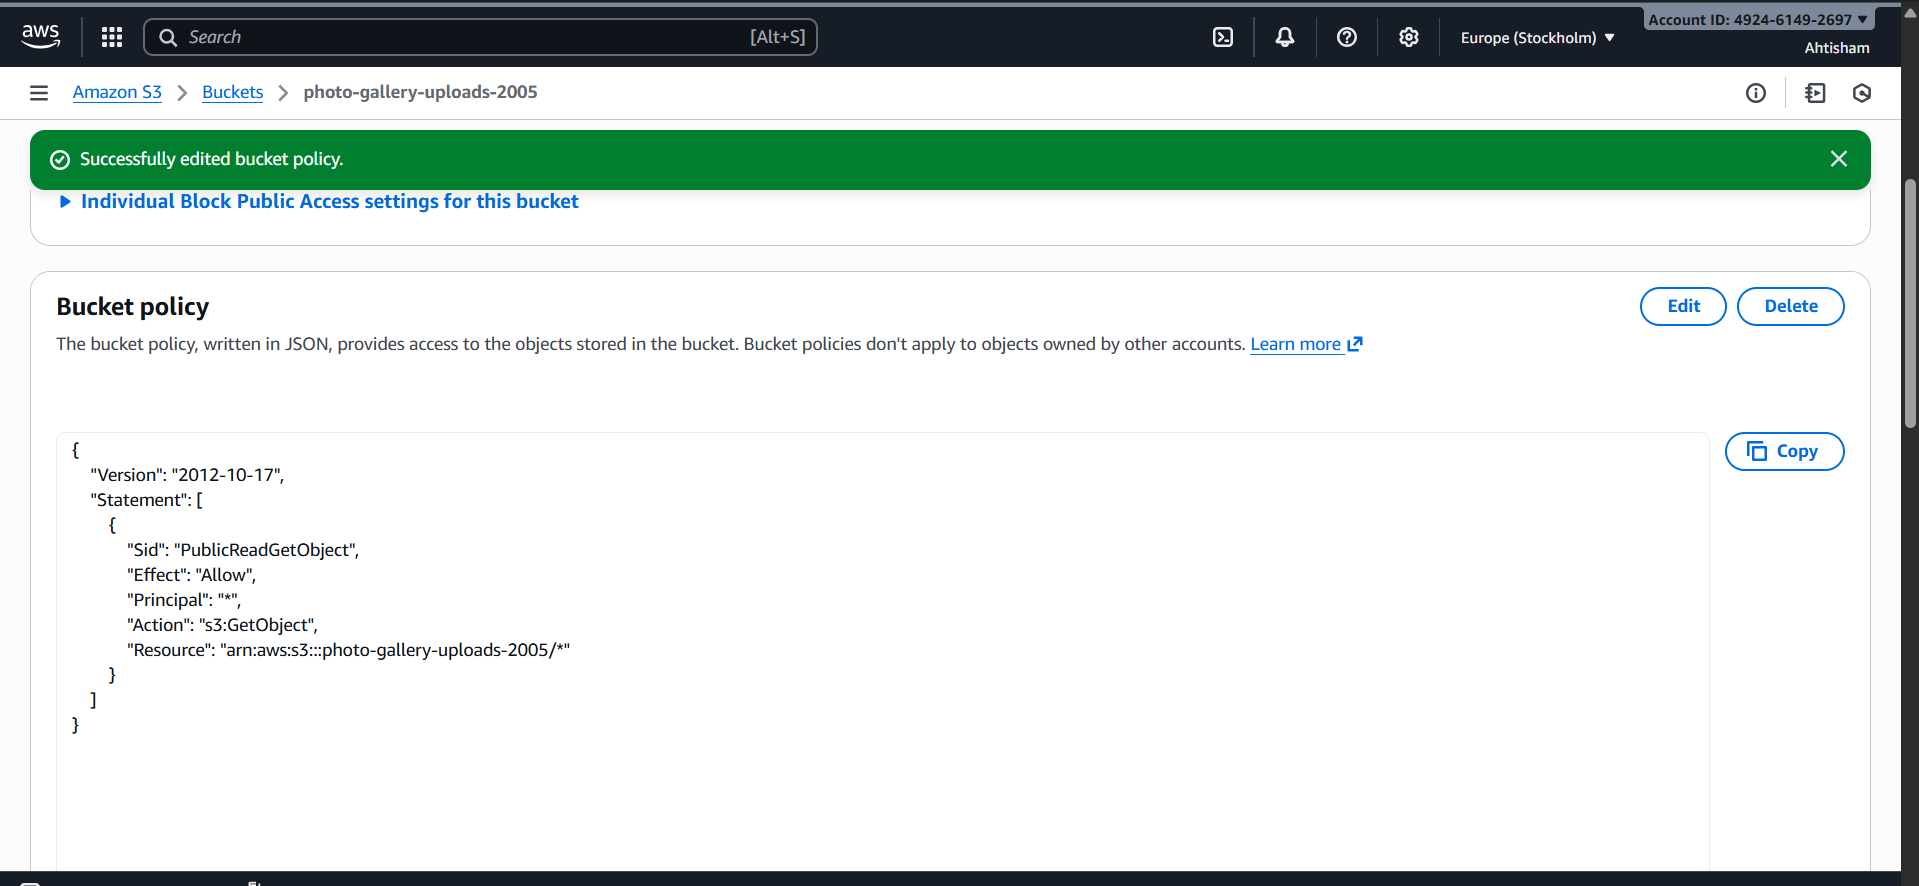 aws
Search
[Alt+S]
Europe (Stockholm)
Account ID: 4924-6149-2697
Ahtisham
Amazon S3
Buckets
photo-gallery-uploads-2005
Successfully edited bucket policy.
Individual Block Public Access settings for this bucket
Bucket policy
Edit
Delete
The bucket policy, written in JSON, provides access to the objects stored in the bucket. Bucket policies don't apply to objects owned by other accounts. Learn more
Copy
{
"Version": "2012-10-17",
"Statement": [
{
"Sid": "PublicReadGetObject",
"Effect": "Allow",
"Principal": "*",
"Action": "s3:GetObject",
"Resource": "arn:aws:s3:::photo-gallery-uploads-2005/*"
}
]
}